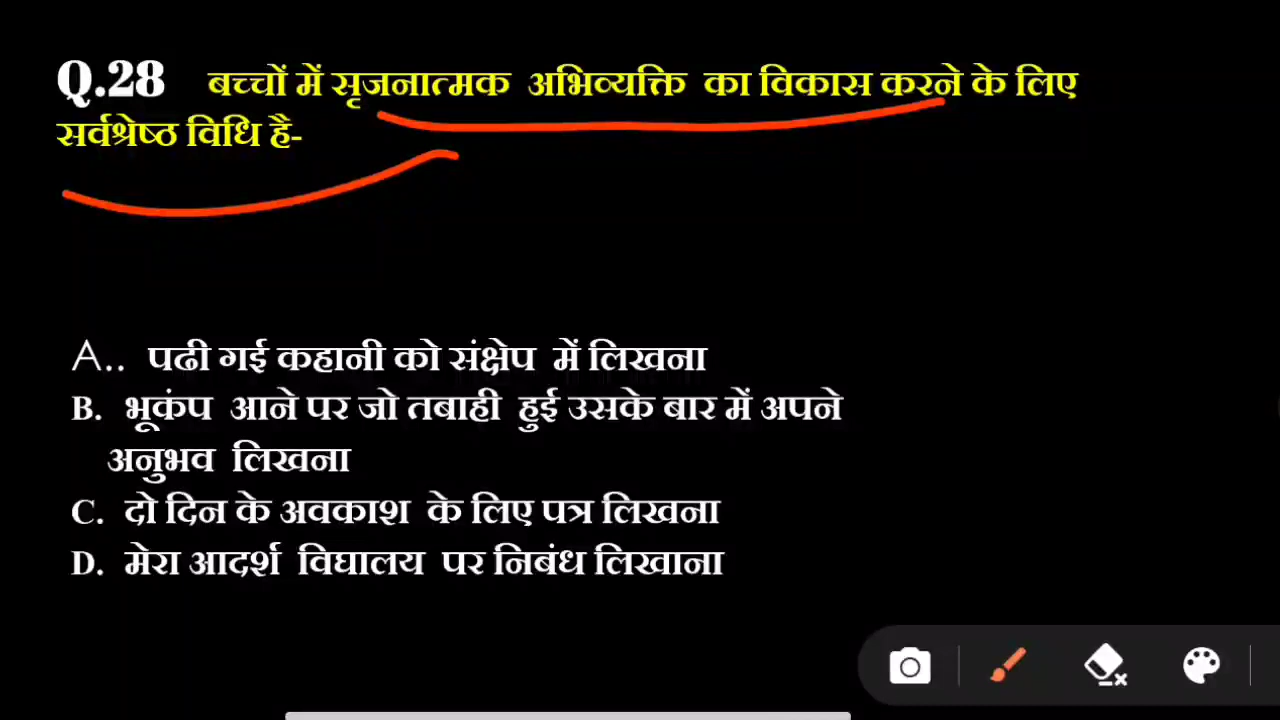 Q.28 बच्चों में सृजनात्मक अभिव्यक्ति का विकास करने के लिए
सर्वश्रेष्ठ विधि है-
A.. पढी गई कहानी को संक्षेप में लिखना
B. भूकंप आने पर जो तबाही हुई उसके बार में अपने
अनुभव लिखना
C. दो दिन के अवकाश के लिए पत्र लिखना
D. मेरा आदर्श विघालय पर निबंध लिखाना